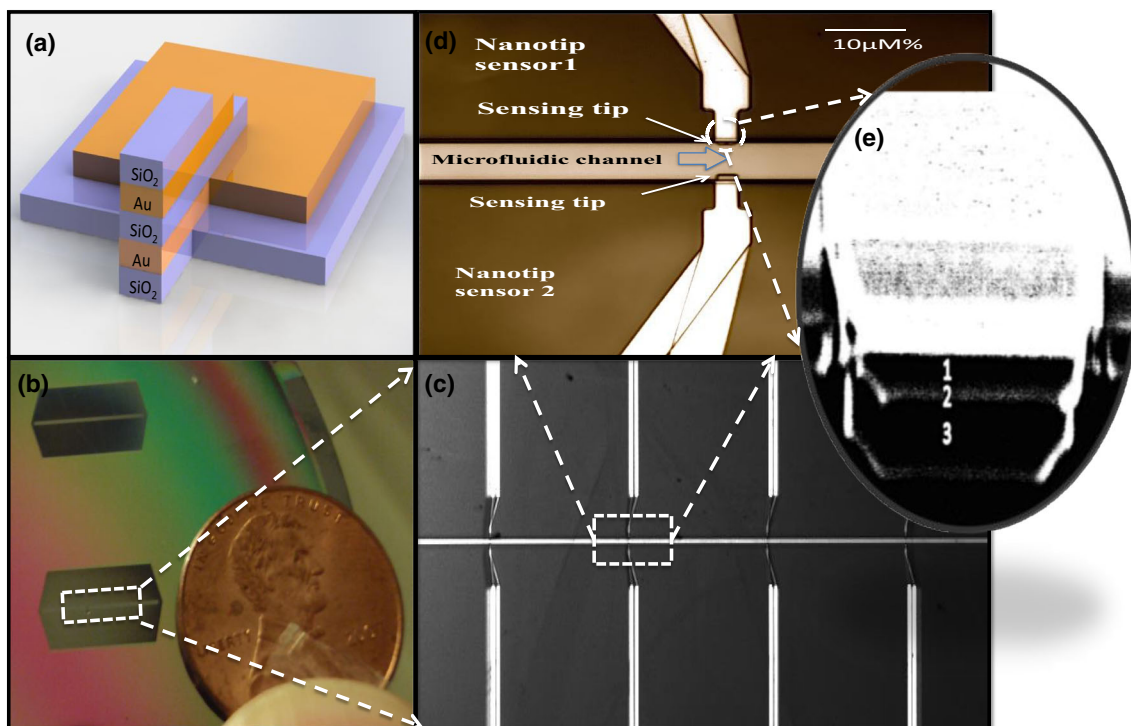 (a)
SiO2
Au
SiO2
Au
SiO2
(d)
Nanotip
sensor1
10µM%
Sensing tip
Microfluidic channel
Sensing tip
Nanotip
sensor 2
(e)
1
2
3
(b)
TRUST
(c)